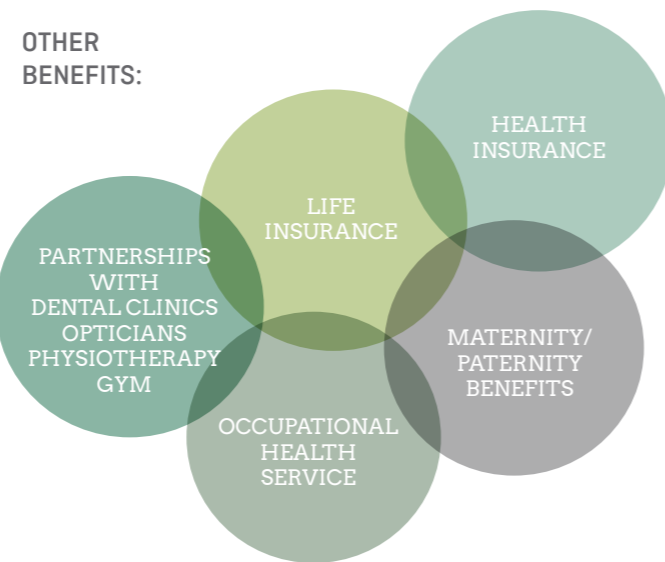 OTHER
BENEFITS:
HEALTH
INSURANCE
LIFE
INSURANCE
PARTNERSHIPS
WITH
DENTAL CLINICS
OPTICIANS
PHYSIOTHERAPY
GYM
MATERNITY/
PATERNITY
BENEFITS
OCCUPATIONAL
HEALTH
SERVICE